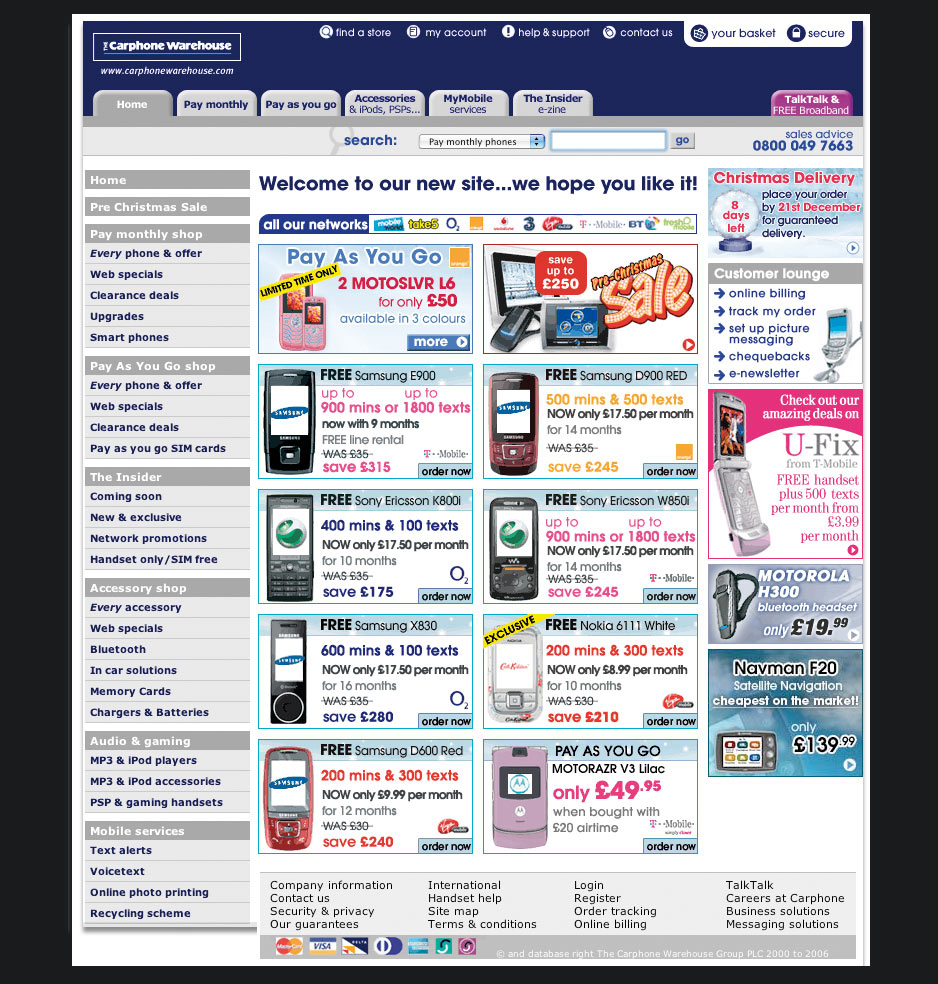 find a store
my account
help & support
contact us
your basket
secure
THE Carphone Warehouse
www.carphonewarehouse.com
Home
Pay monthly
Pay as you go
Accessories
& iPods, PSPs...
MyMobile
services
The Insider
e-zine
TalkTalk &
FREE Broadband
search:
Pay monthly phones
go
sales advice
0800 049 7663
Home
Pre Christmas Sale
Pay monthly shop
Every phone & offer
Web specials
Clearance deals
Upgrades
Smart phones
Pay As You Go shop
Every phone & offer
Web specials
Clearance deals
Pay as you go SIM cards
The Insider
Coming soon
New & exclusive
Network promotions
Handset only/SIM free
Accessory shop
Every accessory
Web specials
Bluetooth
In car solutions
Memory Cards
Chargers & Batteries
Audio & gaming
MP3 & iPod players
MP3 & iPod accessories
PSP & gaming handsets
Mobile services
Text alerts
Voicetext
Online photo printing
Recycling scheme
Welcome to our new site...we hope you like it!
all our networks
mobile world
take5
O2
orange
vodafone
3
T-Mobile
BT
fresh mobile
Pay As You Go
LIMITED TIME ONLY
2 MOTOSLVR L6
for only £50
available in 3 colours
more
save
up to
£250
Pre-Christmas
Sale
FREE Samsung E900
SAMSUNG
up to up to
900 mins or 1800 texts
now with 9 months
FREE line rental
WAS £35
T-Mobile
save £315
order now
FREE Samsung D900 RED
SAMSUNG
500 mins & 500 texts
NOW only £17.50 per month
for 14 months
WAS £35
save £245
order now
FREE Sony Ericsson K800i
400 mins & 100 texts
NOW only £17.50 per month
for 10 months
WAS £35
O2
save £175
order now
FREE Sony Ericsson W850i
up to up to
900 mins or 1800 texts
NOW only £17.50 per month
for 14 months
WAS £35
T-Mobile
save £245
order now
FREE Samsung X830
SAMSUNG
600 mins & 100 texts
NOW only £17.50 per month
for 16 months
WAS £35
O2
save £280
order now
EXCLUSIVE
FREE Nokia 6111 White
Cath Kidston
200 mins & 300 texts
NOW only £8.99 per month
for 10 months
WAS £30
save £210
order now
FREE Samsung D600 Red
SAMSUNG
200 mins & 300 texts
NOW only £9.99 per month
for 12 months
WAS £30
save £240
order now
PAY AS YOU GO
MOTORAZR V3 Lilac
only £49.95
when bought with
£20 airtime
T-Mobile
simply closer
order now
Christmas Delivery
8
days
left
place your order
by 21st December
for guaranteed
delivery.
Customer lounge
online billing
track my order
set up picture
messaging
chequebacks
e-newsletter
Check out our
amazing deals on
U-Fix
from T-Mobile
FREE handset
plus 500 texts
per month from
£3.99
per month
MOTOROLA
H300
bluetooth headset
only £19.99
Navman F20
Satellite Navigation
cheapest on the market!
only
£139.99
Company information
Contact us
Security & privacy
Our guarantees
International
Handset help
Site map
Terms & conditions
Login
Register
Order tracking
Online billing
TalkTalk
Careers at Carphone
Business solutions
Messaging solutions
MasterCard
VISA
DELTA
© and database right The Carphone Warehouse Group PLC 2000 to 2006